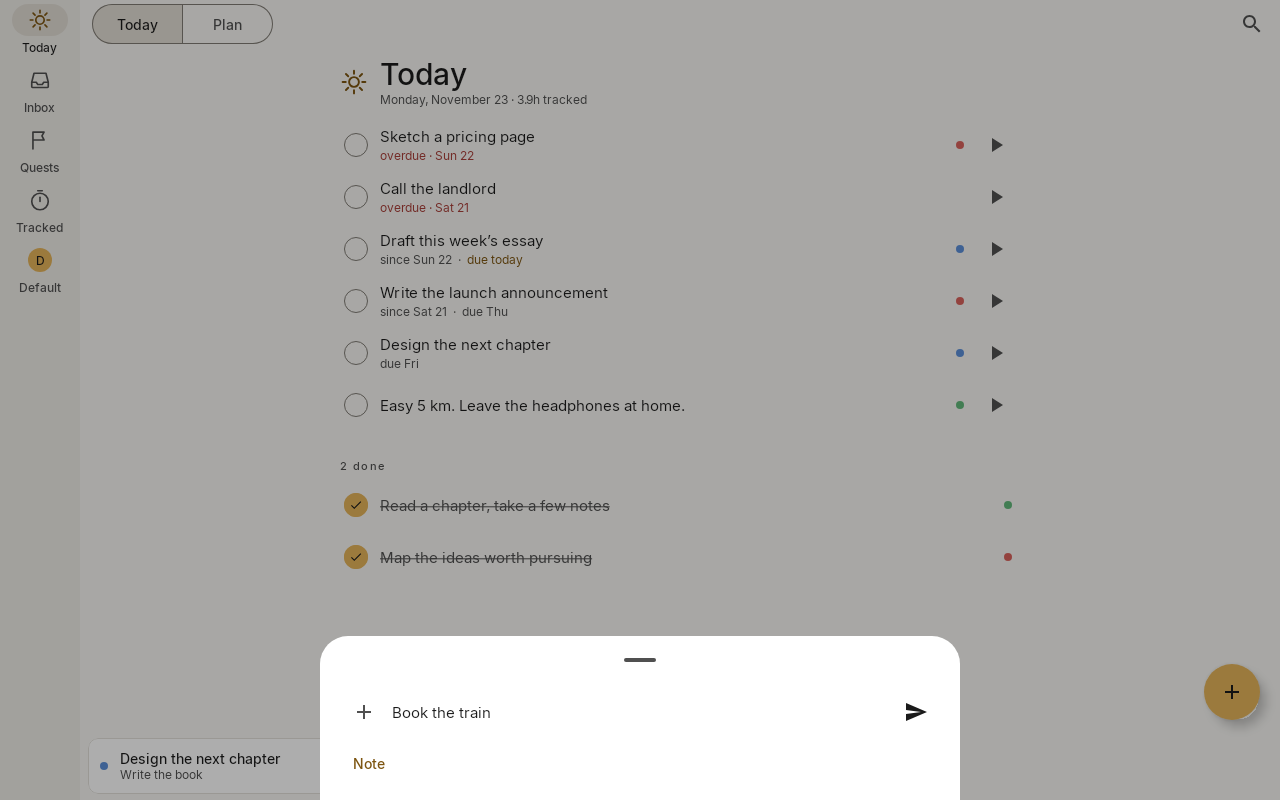 Today
Inbox
Quests
Tracked
D
Default
Today
Plan
Today
Monday, November 23 · 3.9h tracked
Sketch a pricing page
overdue · Sun 22
Call the landlord
overdue · Sat 21
Draft this week’s essay
since Sun 22 · due today
Write the launch announcement
since Sat 21 · due Thu
Design the next chapter
due Fri
Easy 5 km. Leave the headphones at home.
2 done
Read a chapter, take a few notes
Map the ideas worth pursuing
Book the train
Note
Design the next chapter
Write the book